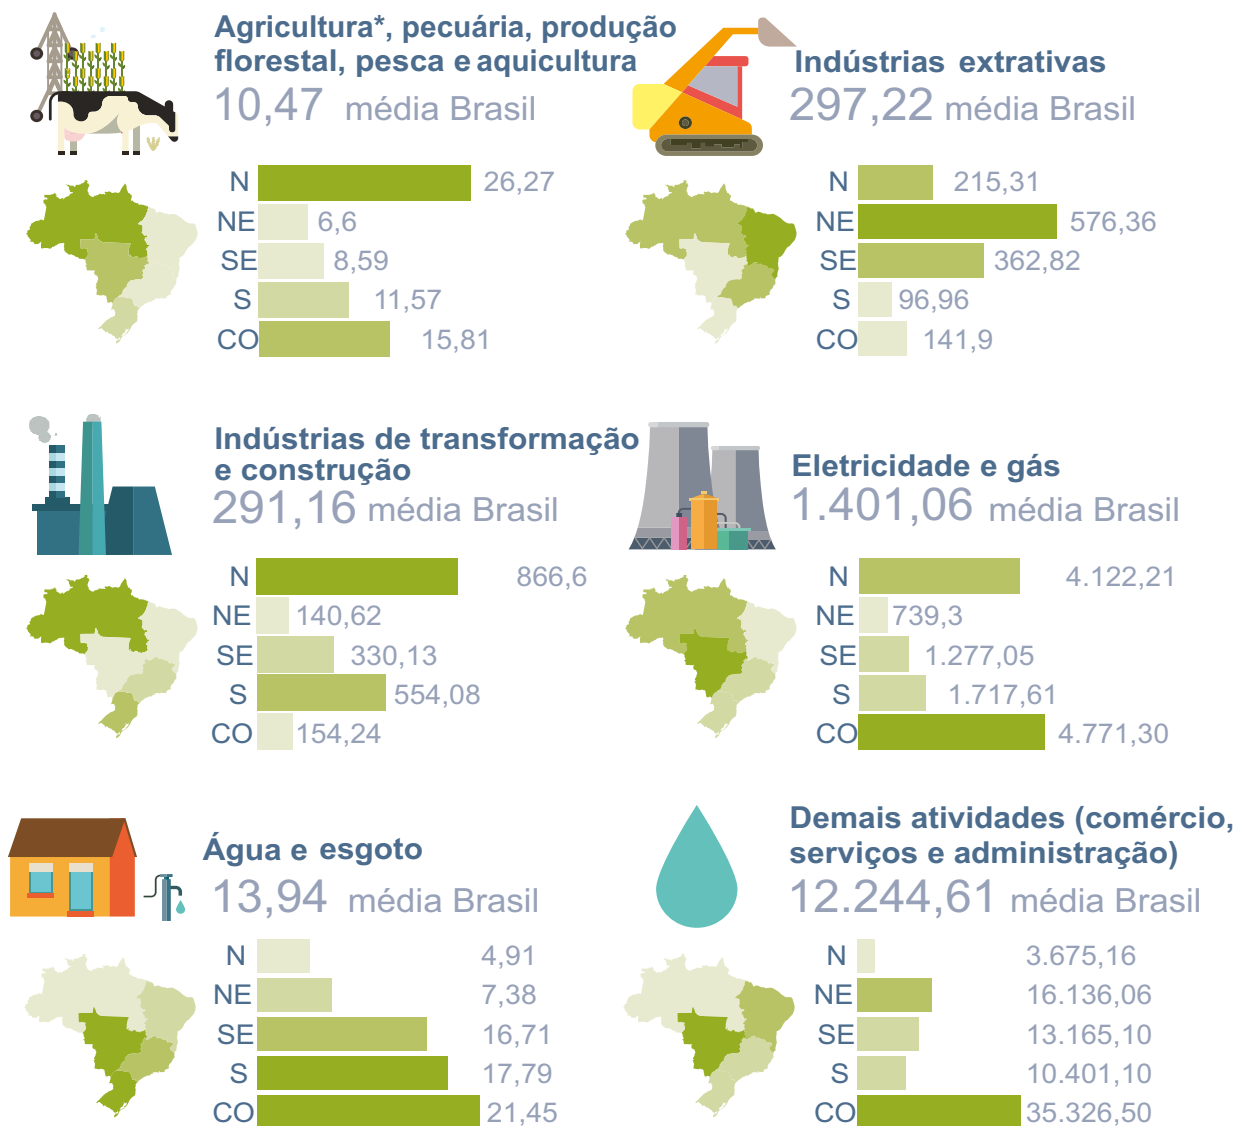 Agricultura*, pecuária, produção
florestal, pesca e aquicultura
10,47 média Brasil
N 26,27
NE 6,6
SE 8,59
S 11,57
CO 15,81
Indústrias extrativas
297,22 média Brasil
N 215,31
NE 576,36
SE 362,82
S 96,96
CO 141,9
Indústrias de transformação
e construção
291,16 média Brasil
N 866,6
NE 140,62
SE 330,13
S 554,08
CO 154,24
Eletricidade e gás
1.401,06 média Brasil
N 4.122,21
NE 739,3
SE 1.277,05
S 1.717,61
CO 4.771,30
Água e esgoto
13,94 média Brasil
N 4,91
NE 7,38
SE 16,71
S 17,79
CO 21,45
Demais atividades (comércio,
serviços e administração)
12.244,61 média Brasil
N 3.675,16
NE 16.136,06
SE 13.165,10
S 10.401,10
CO 35.326,50